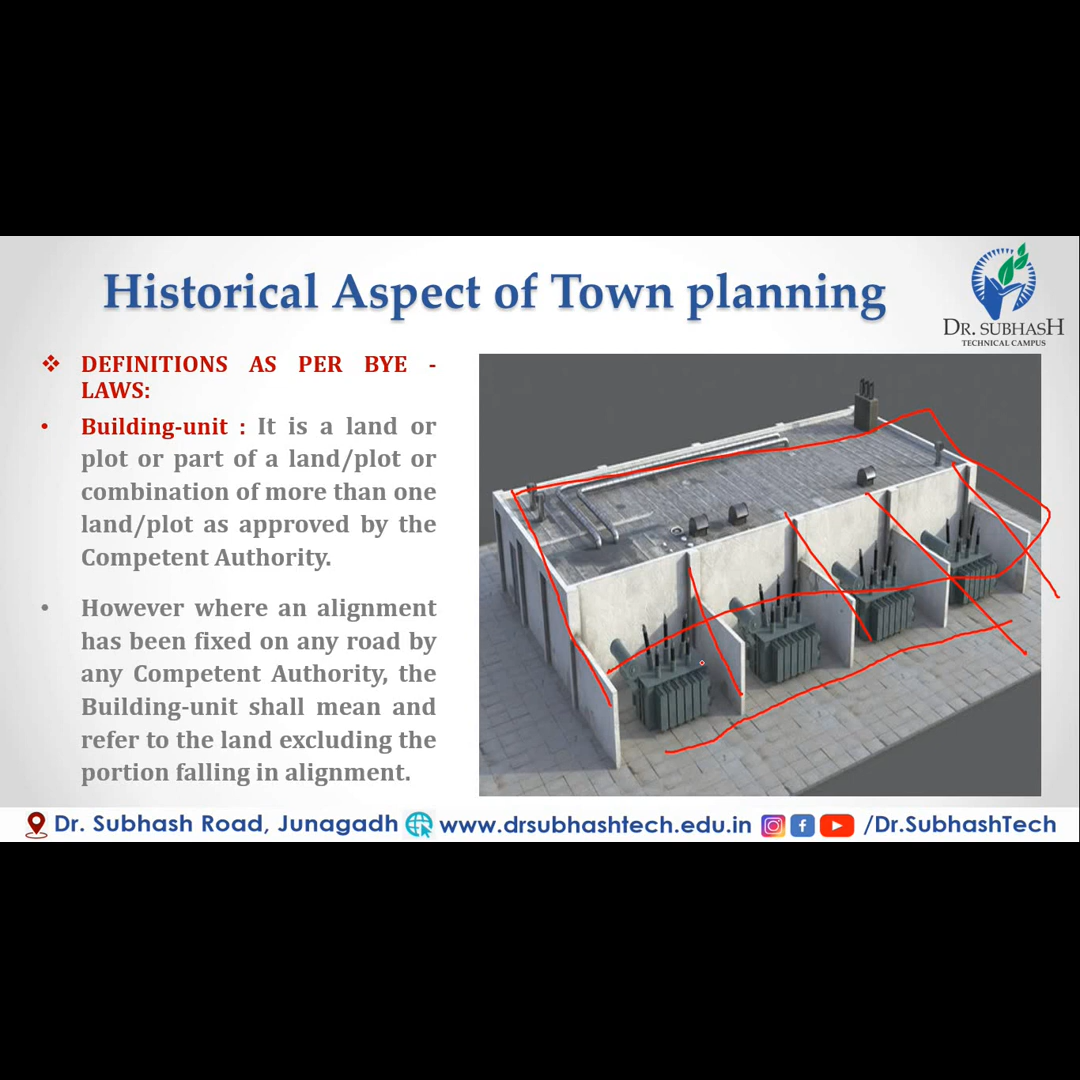 Historical Aspect of Town planning
DR. SUBHASH
TECHNICAL CAMPUS
❖ DEFINITIONS AS PER BYE -
LAWS:
• Building-unit : It is a land or
plot or part of a land/plot or
combination of more than one
land/plot as approved by the
Competent Authority.
• However where an alignment
has been fixed on any road by
any Competent Authority, the
Building-unit shall mean and
refer to the land excluding the
portion falling in alignment.
Dr. Subhash Road, Junagadh www.drsubhashtech.edu.in /Dr.SubhashTech